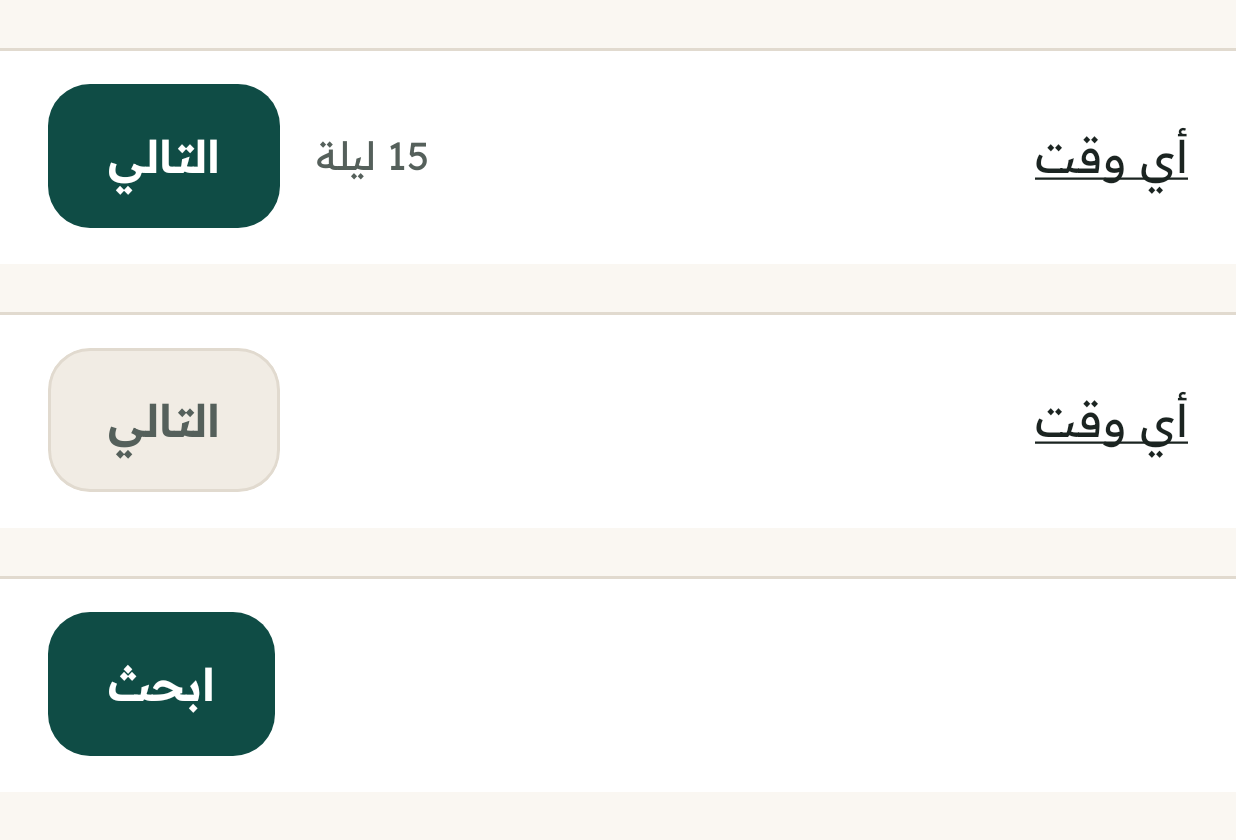 أي وقت
15 ليلة
التالي
أي وقت
التالي
ابحث